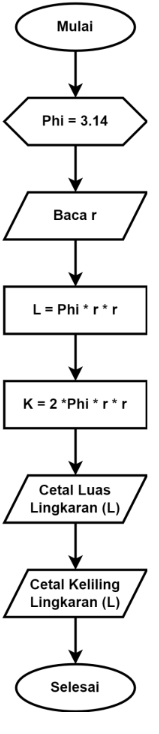 Mulai
Phi = 3.14
Baca r
L = Phi * r * r
K = 2 *Phi * r * r
Cetal Luas
Lingkaran (L)
Cetal Keliling
Lingkaran (L)
Selesai